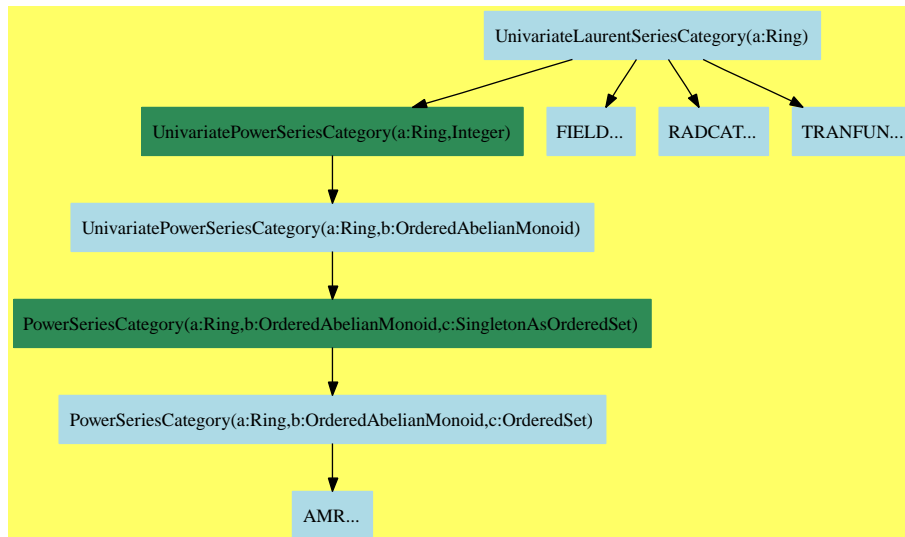 UnivariateLaurentSeriesCategory(a:Ring)
UnivariatePowerSeriesCategory(a:Ring,Integer)
FIELD...
RADCAT...
TRANFUN...
UnivariatePowerSeriesCategory(a:Ring,b:OrderedAbelianMonoid)
PowerSeriesCategory(a:Ring,b:OrderedAbelianMonoid,c:SingletonAsOrderedSet)
PowerSeriesCategory(a:Ring,b:OrderedAbelianMonoid,c:OrderedSet)
AMR...